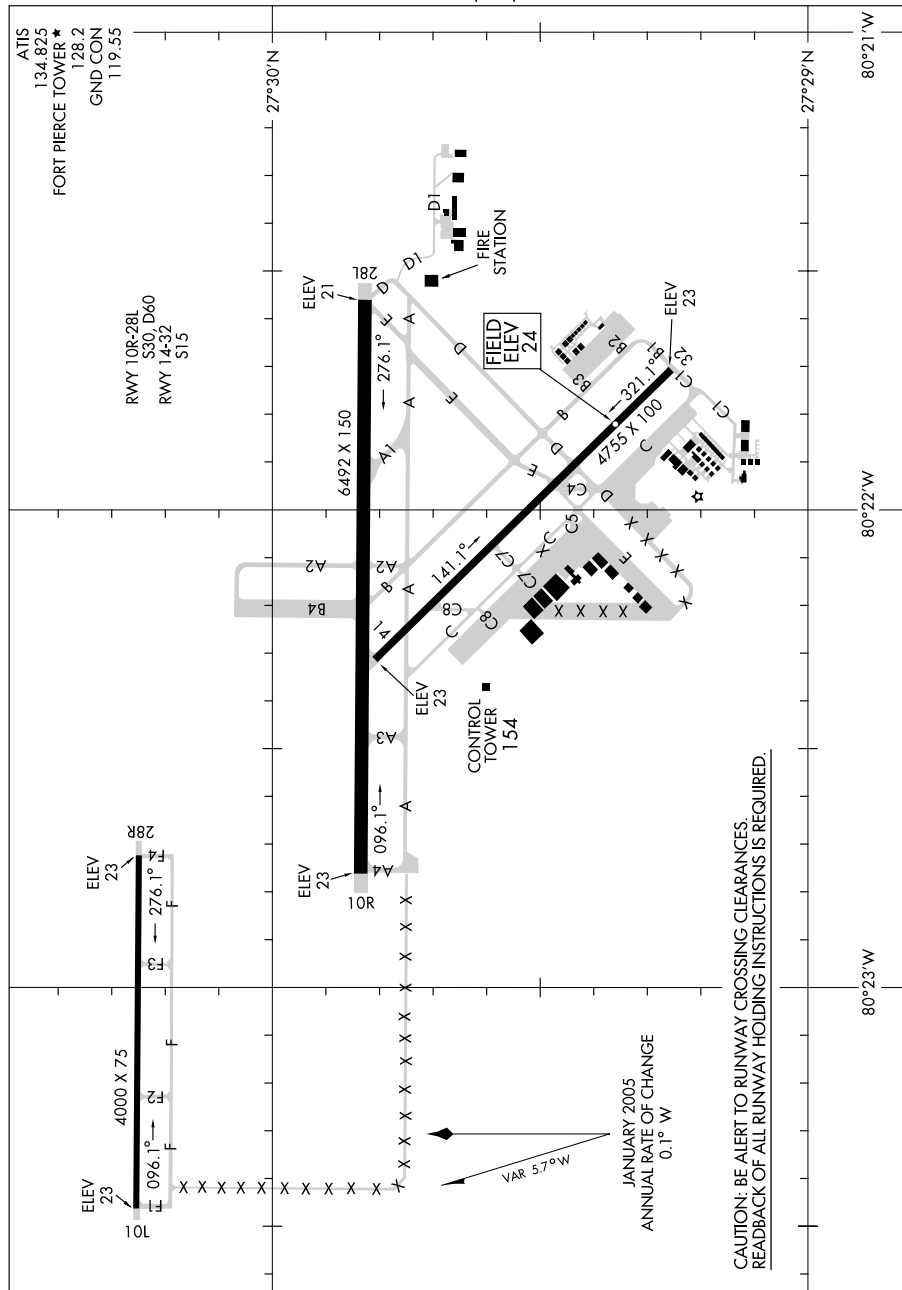 ATIS
134.825
FORT PIERCE TOWER ★
128.2
GND CON
119.55
RWY 10R-28L
S30, D60
RWY 14-32
S15
27°30'N
27°29'N
80°21'W
80°22'W
80°23'W
ELEV
23
10L
096.1°
4000 X 75
276.1°
28R
ELEV
23
F1
F2
F3
F4
F
F
F
F
ELEV
23
10R
096.1°
6492 X 150
276.1°
28L
ELEV
21
A4
A3
A2
A2
A1
A
A
A
A
B4
B
B
B3
B2
B1
ELEV
23
14
141.1°
4755 X 100
321.1°
32
ELEV
23
FIELD
ELEV
24
C
C8
C8
C7
C7
C
C5
C4
C
C1
C1
D
D
D
D
D1
D1
E
E
E
E
FIRE
STATION
CONTROL
TOWER
154
X X X X X X X X X X X X X X X X X X X X
X X X X
X X X X X
JANUARY 2005
ANNUAL RATE OF CHANGE
0.1° W
VAR 5.7° W
CAUTION: BE ALERT TO RUNWAY CROSSING CLEARANCES.
READBACK OF ALL RUNWAY HOLDING INSTRUCTIONS IS REQUIRED.